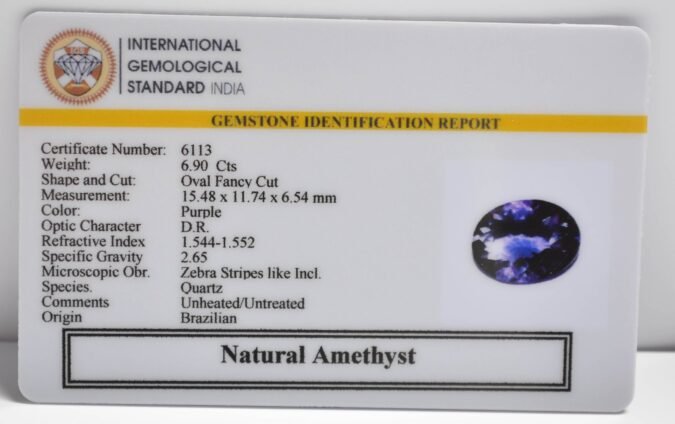 IGS
INTERNATIONAL
GEMOLOGICAL
STANDARD INDIA
GEMSTONE IDENTIFICATION REPORT
Certificate Number: 6113
Weight: 6.90 Cts
Shape and Cut: Oval Fancy Cut
Measurement: 15.48 x 11.74 x 6.54 mm
Color: Purple
Optic Character D.R.
Refractive Index 1.544-1.552
Specific Gravity 2.65
Microscopic Obr. Zebra Stripes like Incl.
Species. Quartz
Comments Unheated/Untreated
Origin Brazilian
Natural Amethyst